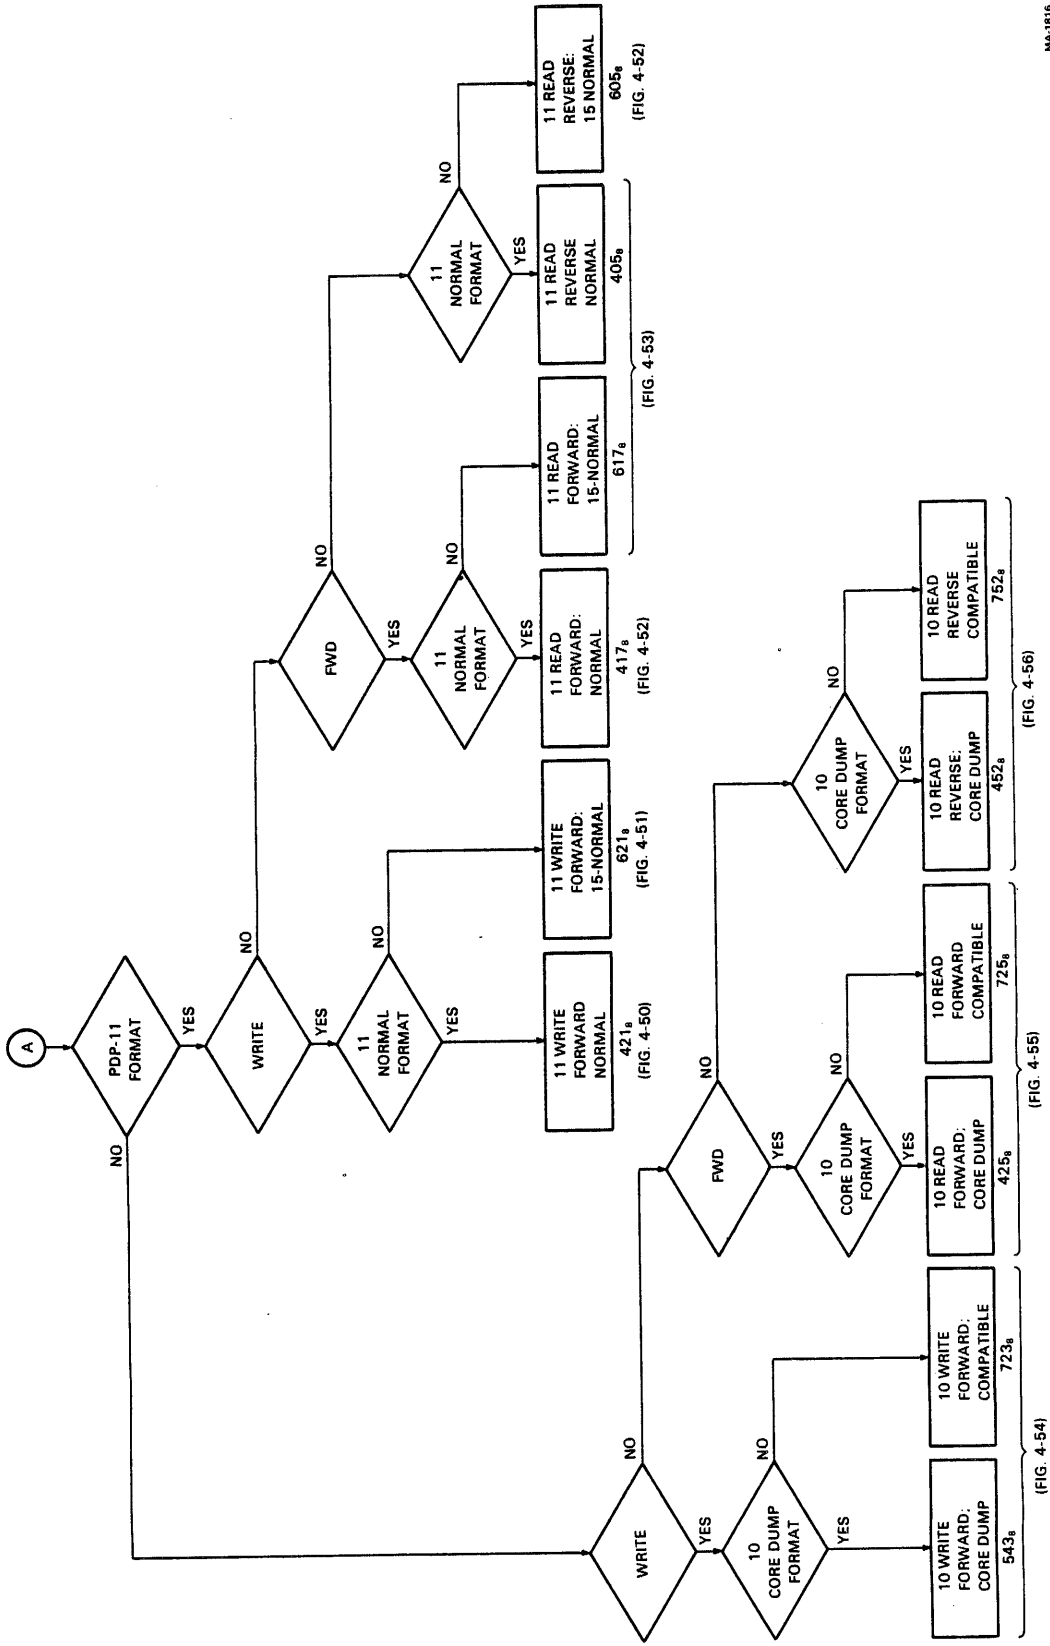 A
PDP-11
FORMAT
NO
YES
WRITE
NO
YES
11
NORMAL
FORMAT
NO
YES
11 WRITE
FORWARD
NORMAL
421₈
(FIG. 4-50)
11 WRITE
FORWARD:
15-NORMAL
621₈
(FIG. 4-51)
FWD
NO
YES
11
NORMAL
FORMAT
NO
YES
11 READ
FORWARD:
NORMAL
417₈
(FIG. 4-52)
11 READ
FORWARD:
15-NORMAL
617₈
11
NORMAL
FORMAT
NO
YES
11 READ
REVERSE
NORMAL
405₈
(FIG. 4-53)
11 READ
REVERSE:
15 NORMAL
605₈
(FIG. 4-52)
WRITE
NO
YES
10
CORE DUMP
FORMAT
NO
YES
10 WRITE
FORWARD;
CORE DUMP
543₈
10 WRITE
FORWARD;
COMPATIBLE
723₈
(FIG. 4-54)
FWD
NO
YES
10
CORE DUMP
FORMAT
NO
YES
10 READ
FORWARD;
CORE DUMP
425₈
10 READ
FORWARD
COMPATIBLE
725₈
(FIG. 4-55)
10
CORE DUMP
FORMAT
NO
YES
10 READ
REVERSE;
CORE DUMP
452₈
10 READ
REVERSE
COMPATIBLE
752₈
(FIG. 4-56)
MA-1816